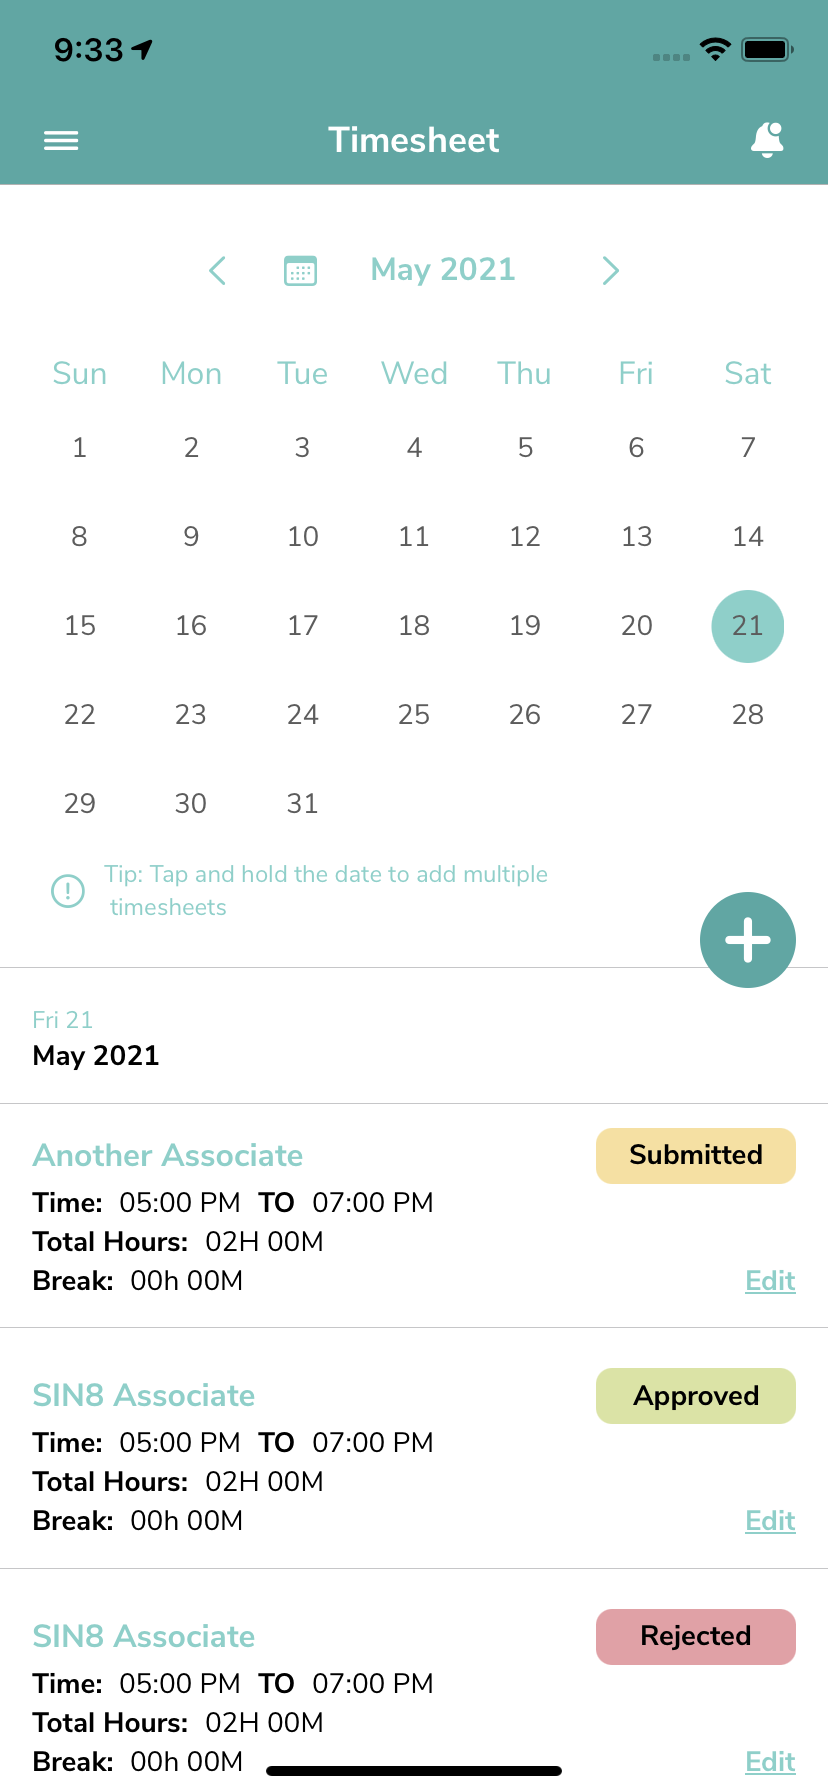 9:33
Timesheet
May 2021
Sun Mon Tue Wed Thu Fri Sat
1 2 3 4 5 6 7
8 9 10 11 12 13 14
15 16 17 18 19 20 21
22 23 24 25 26 27 28
29 30 31
Tip: Tap and hold the date to add multiple
timesheets
Fri 21
May 2021
Another Associate Submitted
Time: 05:00 PM TO 07:00 PM
Total Hours: 02H 00M
Break: 00h 00M Edit
SIN8 Associate Approved
Time: 05:00 PM TO 07:00 PM
Total Hours: 02H 00M
Break: 00h 00M Edit
SIN8 Associate Rejected
Time: 05:00 PM TO 07:00 PM
Total Hours: 02H 00M
Break: 00h 00M Edit